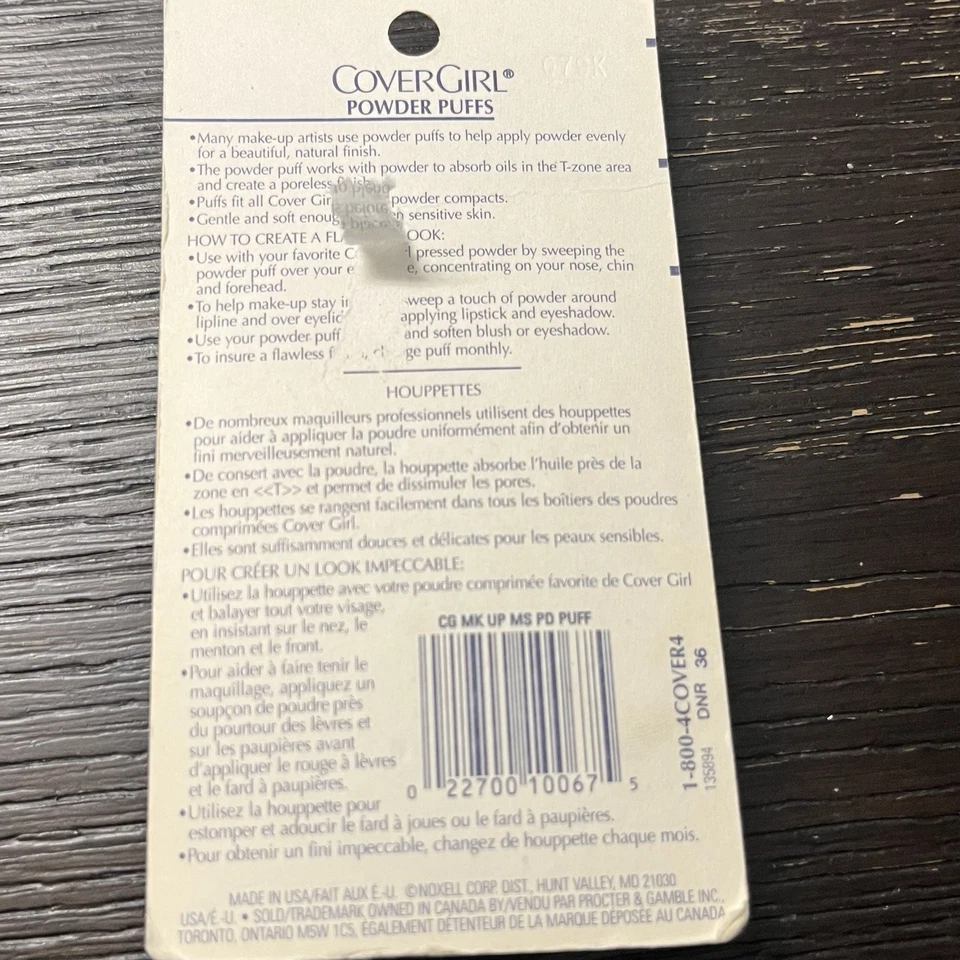 079K
COVERGIRL®
POWDER PUFFS
•Many make-up artists use powder puffs to help apply powder evenly
for a beautiful, natural finish.
•The powder puff works with powder to absorb oils in the T-zone area
and create a poreless
•Puffs fit all Cover Gir powder compacts.
•Gentle and soft enoug sensitive skin.
HOW TO CREATE A FL OOK:
•Use with your favorite C l pressed powder by sweeping the
powder puff over your e e, concentrating on your nose, chin
and forehead.
•To help make-up stay weep a touch of powder around
lipline and over applying lipstick and eyeshadow.
•Use your powder puff and soften blush or eyeshadow.
•To insure a flawless f ge puff monthly.
HOUPPETTES
•De nombreux maquilleurs professionnels utilisent des houppettes
pour aider à appliquer la poudre uniformément afin d'obtenir un
fini merveilleusement naturel.
•De consert avec la poudre, la houppette absorbe l'huile près de la
zone en <<T>> et permet de dissimuler les pores.
•Les houppettes se rangent facilement dans tous les boîtiers des poudres
comprimées Cover Girl.
•Elles sont suffisamment douces et délicates pour les peaux sensibles.
POUR CRÉER UN LOOK IMPECCABLE:
•Utilisez la houppette avec votre poudre comprimée favorite de Cover Girl
et balayer tout votre visage,
en insistant sur le nez, le
menton et le front.
•Pour aider à faire tenir le
maquillage, appliquez un
soupçon de poudre près
du pourtour des lèvres et
sur les paupières avant
d'appliquer le rouge à lèvres
et le fard à paupières.
•Utilisez la houppette pour
estomper et adoucir le fard à joues ou le fard à paupières.
•Pour obtenir un fini impeccable, changez de houppette chaque mois.
CG MK UP MS PD PUFF
0 22700 10067 5
1-800-4COVER4
DNR 36
135894
MADE IN USA/FAIT AUX É.-U. ©NOXELL CORP. DIST., HUNT VALLEY, MD 21030
USA/É.-U. • SOLD/TRADEMARK OWNED IN CANADA BY/VENDU PAR PROCTER & GAMBLE INC.,
TORONTO, ONTARIO M5W 1C5, ÉGALEMENT DÉTENTEUR DE LA MARQUE DÉPOSÉE AU CANADA